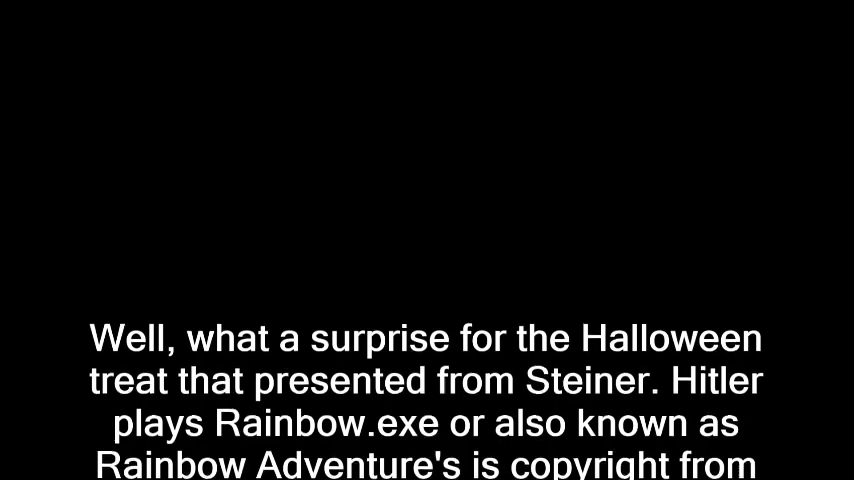 Well, what a surprise for the Halloween
treat that presented from Steiner. Hitler
plays Rainbow.exe or also known as
Rainbow Adventure's is copyright from